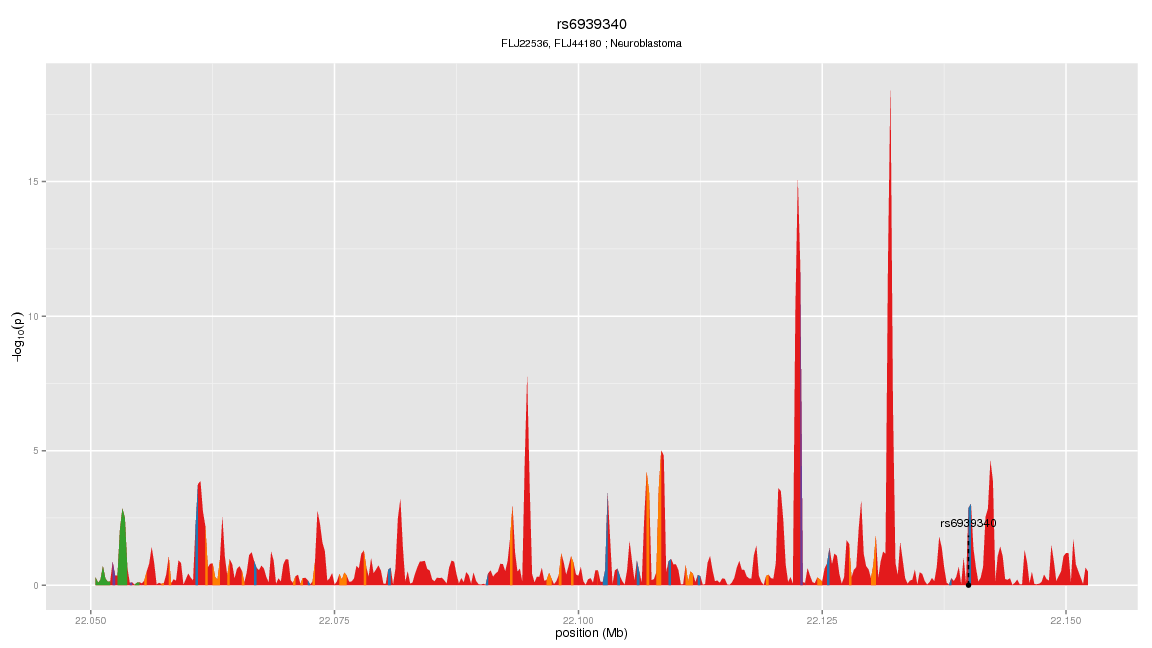 rs6939340
FLJ22536, FLJ44180 ; Neuroblastoma
−log10(p)
15
10
5
0
rs6939340
22.050 22.075 22.100 22.125 22.150
position (Mb)